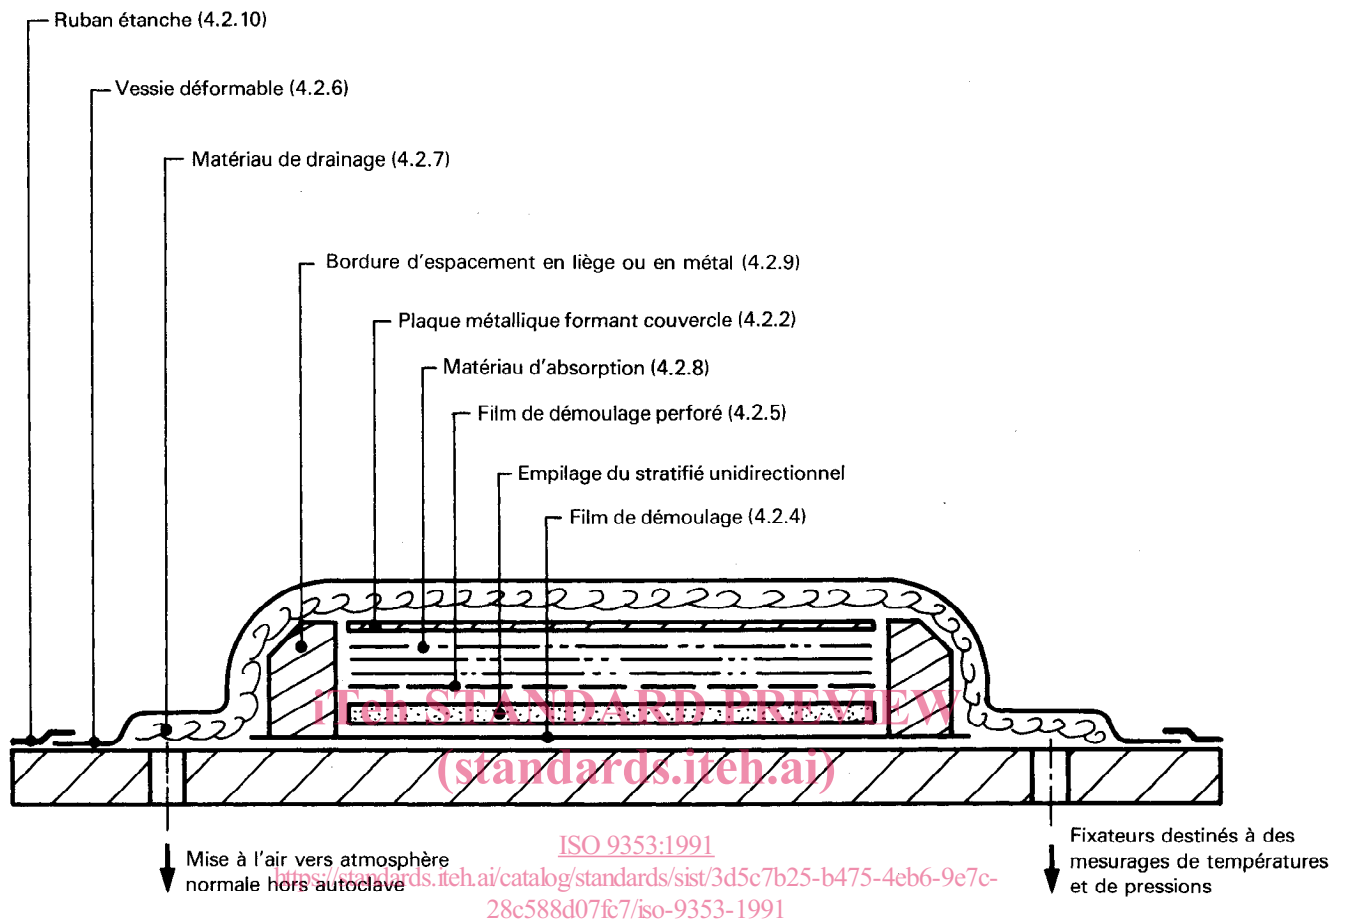 Ruban étanche (4.2.10)
Vessie déformable (4.2.6)
Matériau de drainage (4.2.7)
Bordure d'espacement en liège ou en métal (4.2.9)
Plaque métallique formant couvercle (4.2.2)
Matériau d'absorption (4.2.8)
Film de démoulage perforé (4.2.5)
Empilage du stratifié unidirectionnel
Film de démoulage (4.2.4)
iTeh STANDARD PREVIEW
(standards.iteh.ai)
Mise à l'air vers atmosphère
normale hors autoclave
Fixateurs destinés à des
mesurages de températures
et de pressions
ISO 9353:1991
https://standards.iteh.ai/catalog/standards/sist/3d5c7b25-b475-4eb6-9e7c-
28c588d07fc7/iso-9353-1991